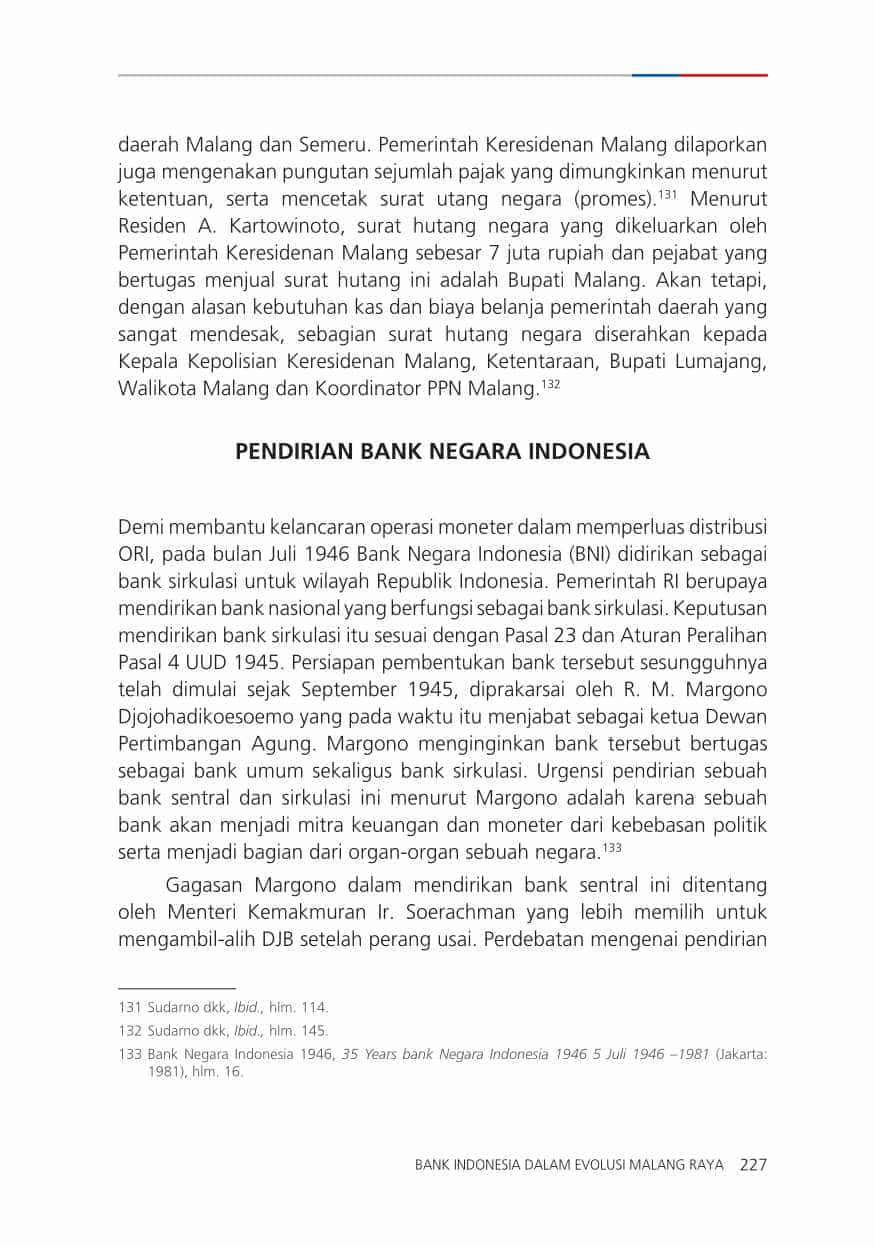 daerah Malang dan Semeru. Pemerintah Keresidenan Malang dilaporkan
juga mengenakan pungutan sejumlah pajak yang dimungkinkan menurut
ketentuan, serta mencetak surat utang negara (promes).¹³¹ Menurut
Residen A. Kartowinoto, surat hutang negara yang dikeluarkan oleh
Pemerintah Keresidenan Malang sebesar 7 juta rupiah dan pejabat yang
bertugas menjual surat hutang ini adalah Bupati Malang. Akan tetapi,
dengan alasan kebutuhan kas dan biaya belanja pemerintah daerah yang
sangat mendesak, sebagian surat hutang negara diserahkan kepada
Kepala Kepolisian Keresidenan Malang, Ketentaraan, Bupati Lumajang,
Walikota Malang dan Koordinator PPN Malang.¹³²
PENDIRIAN BANK NEGARA INDONESIA
Demi membantu kelancaran operasi moneter dalam memperluas distribusi
ORI, pada bulan Juli 1946 Bank Negara Indonesia (BNI) didirikan sebagai
bank sirkulasi untuk wilayah Republik Indonesia. Pemerintah RI berupaya
mendirikan bank nasional yang berfungsi sebagai bank sirkulasi. Keputusan
mendirikan bank sirkulasi itu sesuai dengan Pasal 23 dan Aturan Peralihan
Pasal 4 UUD 1945. Persiapan pembentukan bank tersebut sesungguhnya
telah dimulai sejak September 1945, diprakarsai oleh R. M. Margono
Djojohadikoesoemo yang pada waktu itu menjabat sebagai ketua Dewan
Pertimbangan Agung. Margono menginginkan bank tersebut bertugas
sebagai bank umum sekaligus bank sirkulasi. Urgensi pendirian sebuah
bank sentral dan sirkulasi ini menurut Margono adalah karena sebuah
bank akan menjadi mitra keuangan dan moneter dari kebebasan politik
serta menjadi bagian dari organ-organ sebuah negara.¹³³
Gagasan Margono dalam mendirikan bank sentral ini ditentang
oleh Menteri Kemakmuran Ir. Soerachman yang lebih memilih untuk
mengambil-alih DJB setelah perang usai. Perdebatan mengenai pendirian
131 Sudarno dkk, Ibid., hlm. 114.
132 Sudarno dkk, Ibid., hlm. 145.
133 Bank Negara Indonesia 1946, 35 Years bank Negara Indonesia 1946 5 Juli 1946 –1981 (Jakarta:
1981), hlm. 16.
BANK INDONESIA DALAM EVOLUSI MALANG RAYA 227